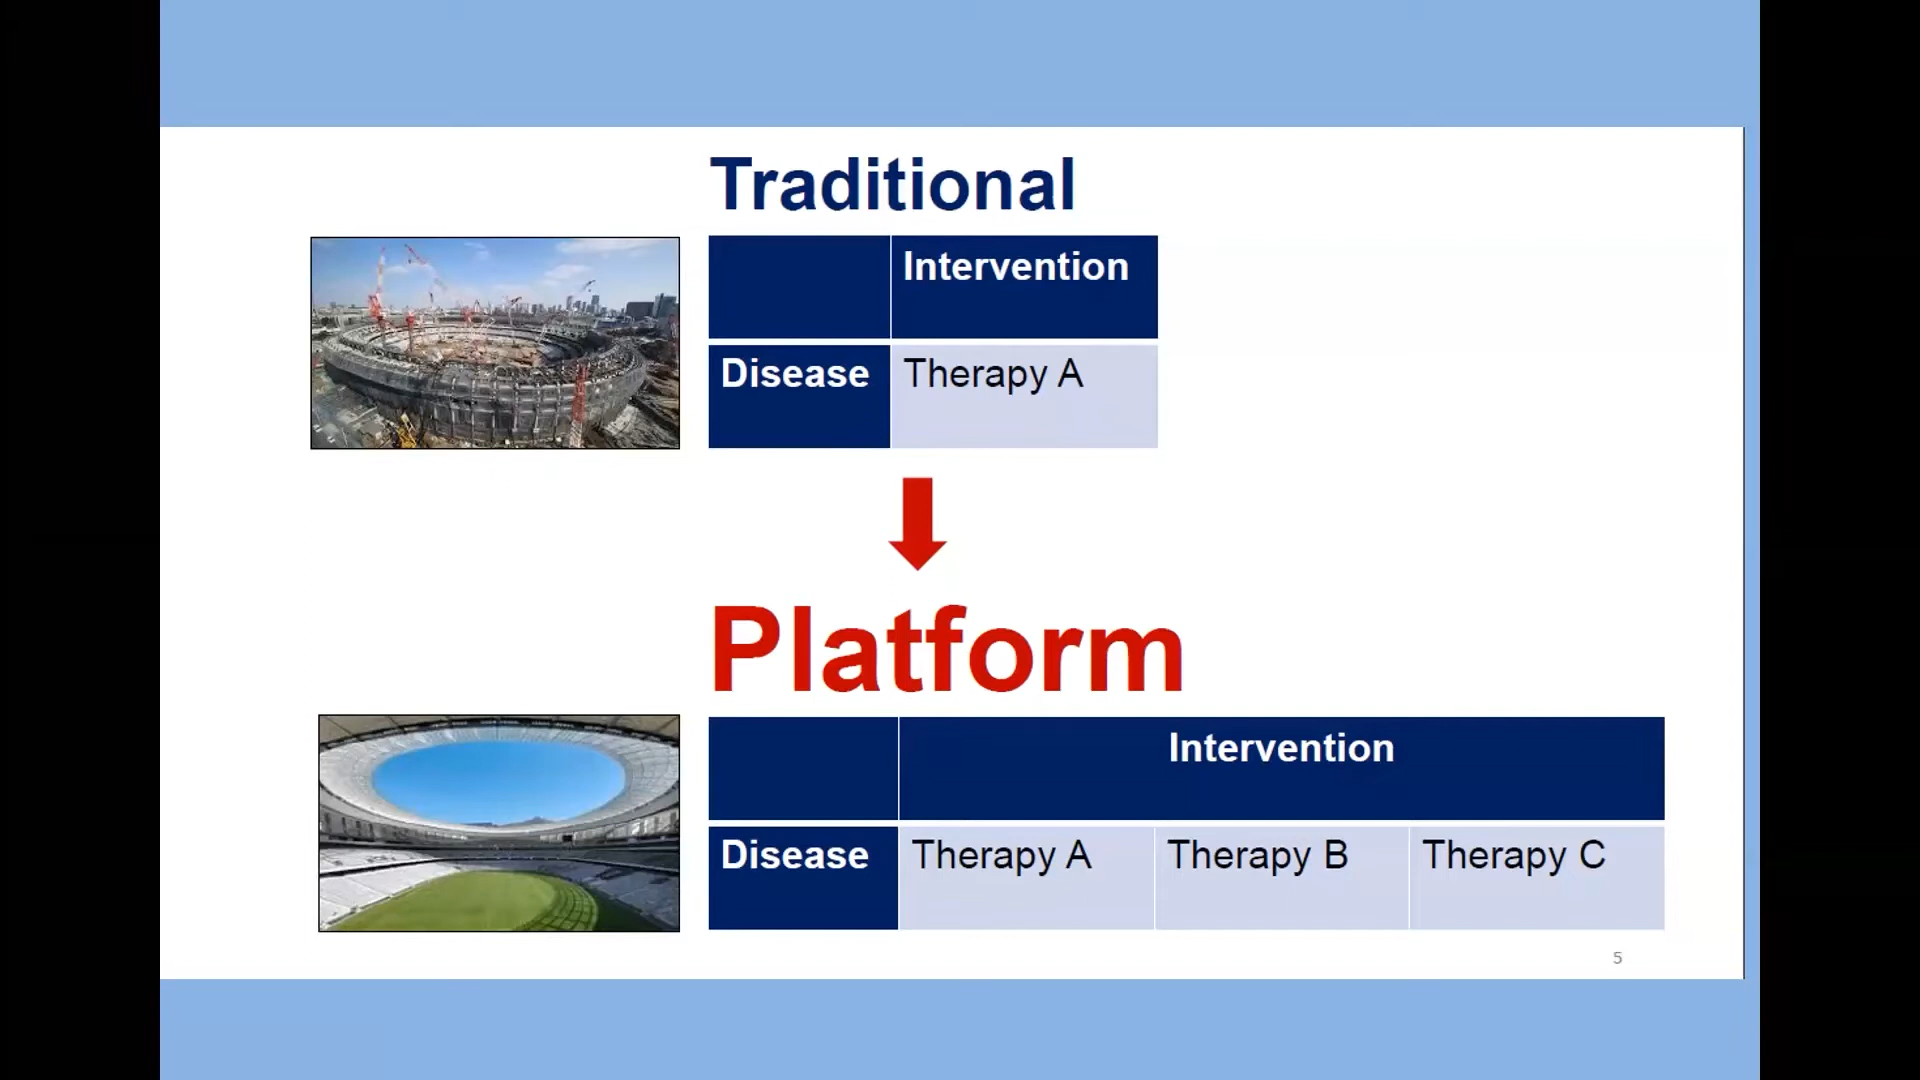 Traditional
Intervention
Disease Therapy A
Platform
Intervention
Disease Therapy A Therapy B Therapy C
5